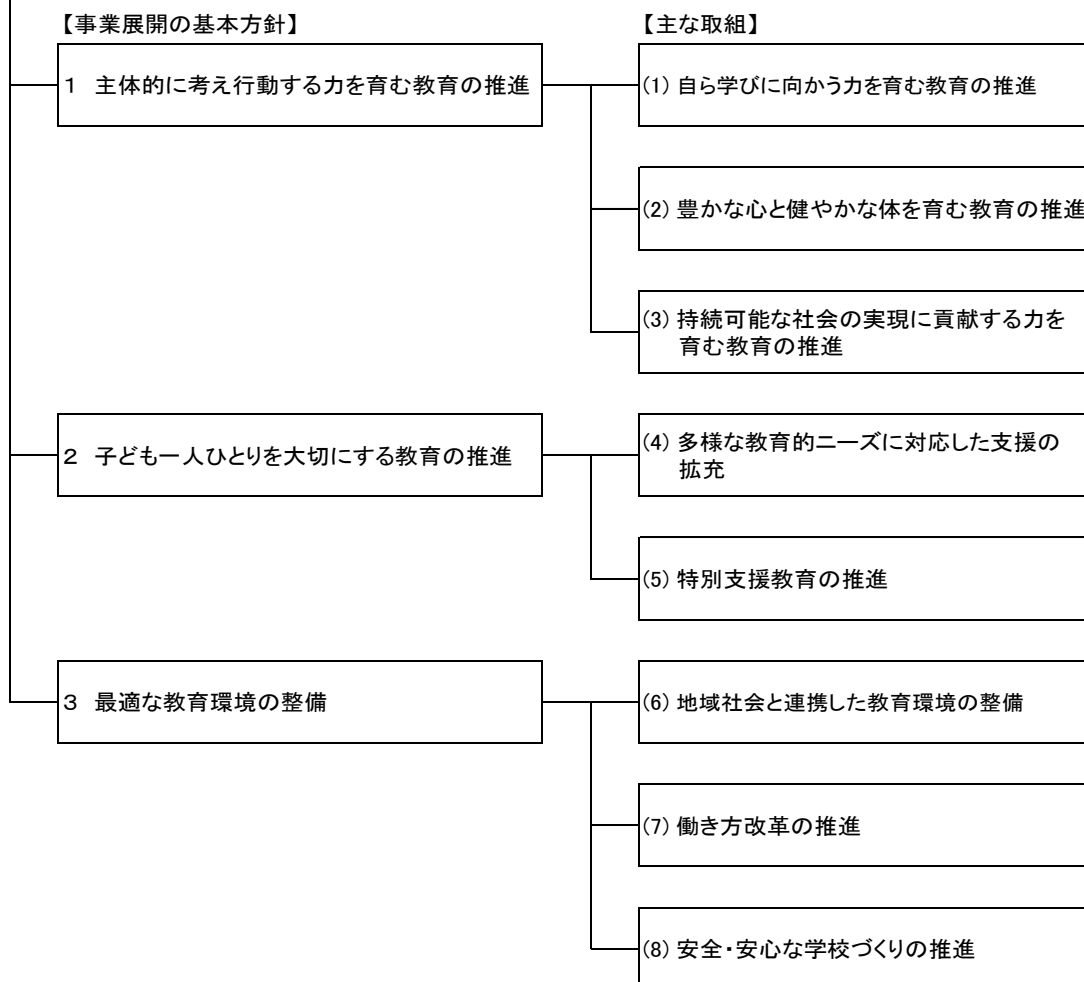 【事業展開の基本方針】
【主な取組】
1 主体的に考え行動する力を育む教育の推進
(1) 自ら学びに向かう力を育む教育の推進
(2) 豊かな心と健やかな体を育む教育の推進
(3) 持続可能な社会の実現に貢献する力を
育む教育の推進
2 子ども一人ひとりを大切にする教育の推進
(4) 多様な教育的ニーズに対応した支援の
拡充
(5) 特別支援教育の推進
3 最適な教育環境の整備
(6) 地域社会と連携した教育環境の整備
(7) 働き方改革の推進
(8) 安全・安心な学校づくりの推進